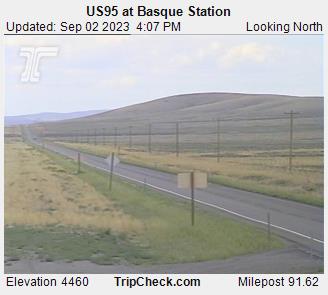 US95 at Basque Station
Updated: Sep 02 2023 4:07 PM Looking North
Elevation 4460 TripCheck.com Milepost 91.62